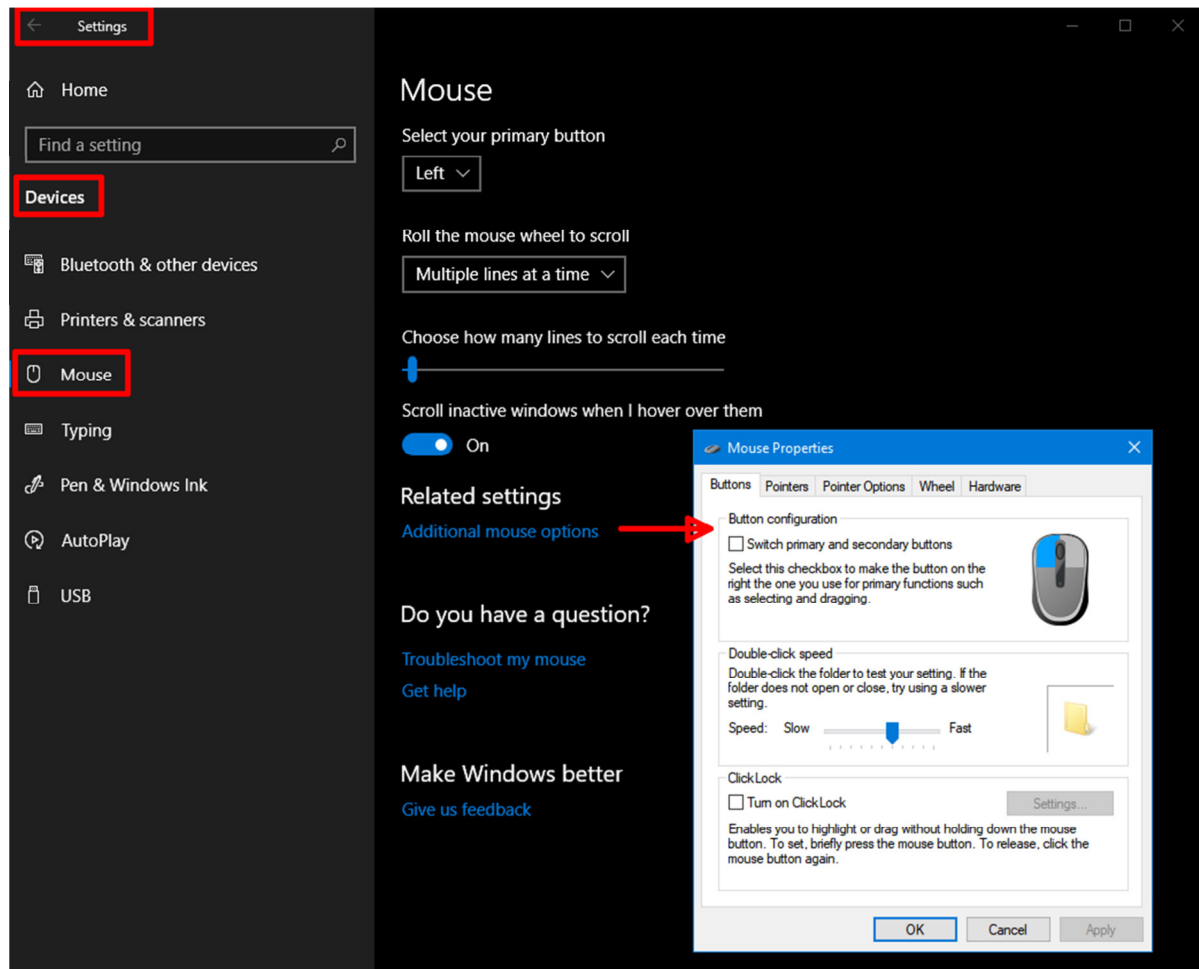 Settings
Home
Find a setting
Devices
Bluetooth & other devices
Printers & scanners
Mouse
Typing
Pen & Windows Ink
AutoPlay
USB
Mouse
Select your primary button
Left
Roll the mouse wheel to scroll
Multiple lines at a time
Choose how many lines to scroll each time
Scroll inactive windows when I hover over them
On
Related settings
Additional mouse options
Do you have a question?
Troubleshoot my mouse
Get help
Make Windows better
Give us feedback
Mouse Properties
Buttons Pointers Pointer Options Wheel Hardware
Button configuration
Switch primary and secondary buttons
Select this checkbox to make the button on the
right the one you use for primary functions such
as selecting and dragging.
Double-click speed
Double-click the folder to test your setting. If the
folder does not open or close, try using a slower
setting.
Speed: Slow Fast
ClickLock
Turn on ClickLock
Settings...
Enables you to highlight or drag without holding down the mouse
button. To set, briefly press the mouse button. To release, click the
mouse button again.
OK Cancel Apply